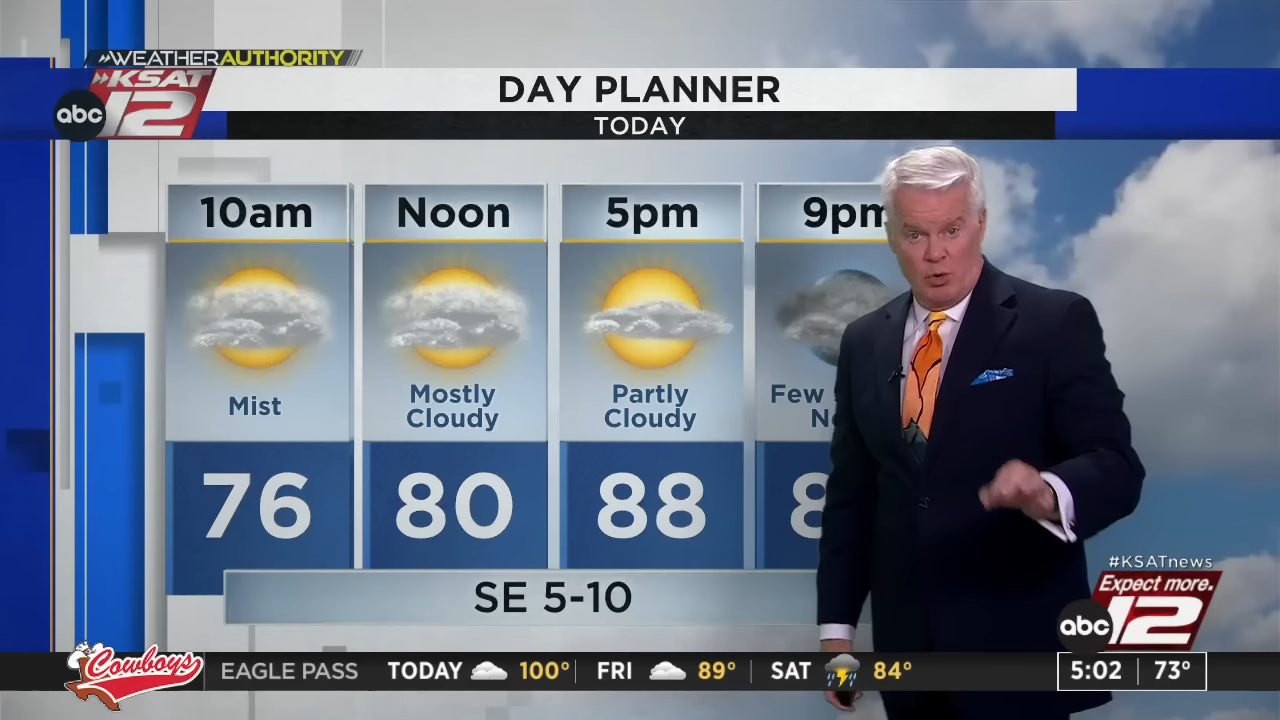 WEATHERAUTHORITY
KSAT
abc 12
DAY PLANNER
TODAY
10am
Noon
5pm
9pm
Mist
Mostly
Cloudy
Partly
Cloudy
Few
76
80
88
SE 5-10
#KSATnews
Expect more.
abc 12
Cowboys
EAGLE PASS
TODAY 100°
FRI 89°
SAT 84°
5:02 73°